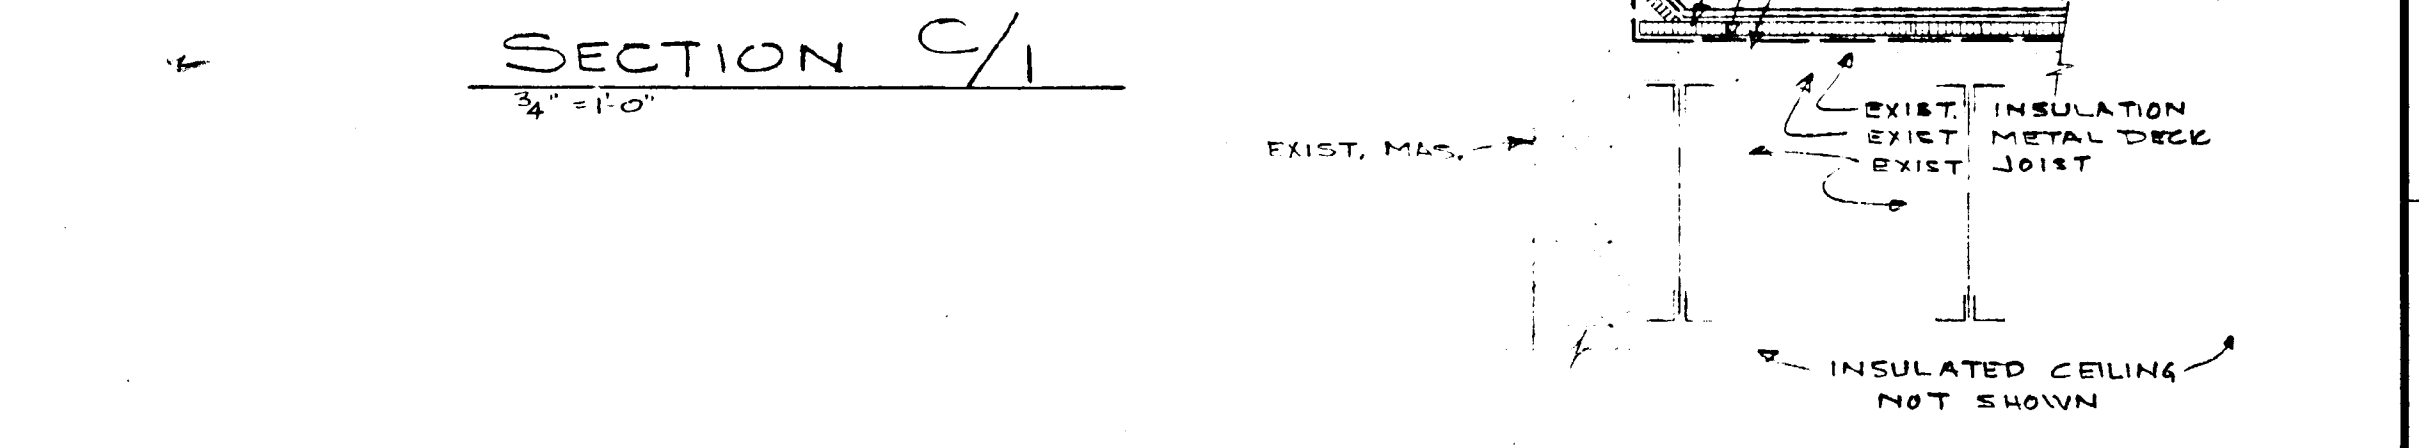 SECTION C/1
3/4" = 1'-0"
EXIST. MAS.
EXIST. INSULATION
EXIST METAL DECK
EXIST JOIST
INSULATED CEILING
NOT SHOWN